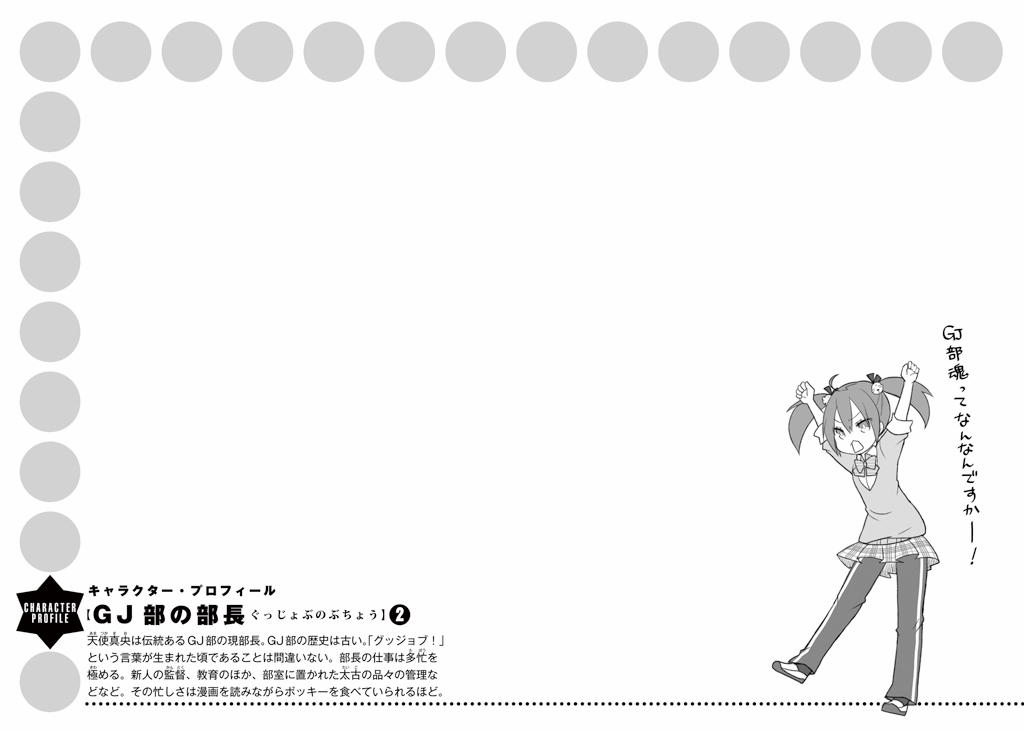 GJ部魂ってなんなんですかー!
CHARACTER
PROFILE
キャラクター・プロフィール
【GJ部の部長 ぐっじょぶのぶちょう】❷
天使真央は伝統あるGJ部の現部長。GJ部の歴史は古い。「グッジョブ!」
という言葉が生まれた頃であることは間違いない。部長の仕事は多忙を
極める。新人の監督、教育のほか、部室に置かれた太古の品々の管理な
どなど。その忙しさは漫画を読みながらポッキーを食べていられるほど。